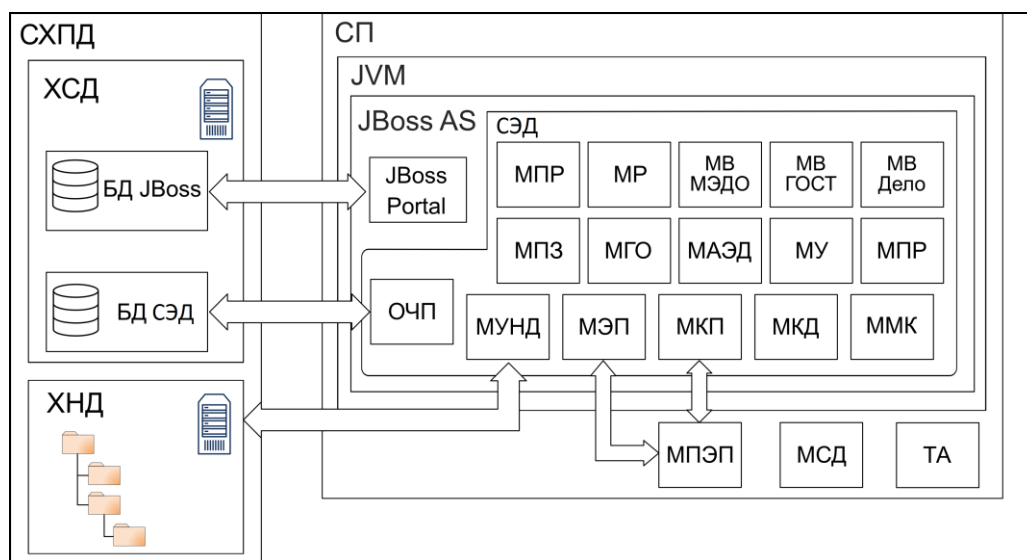 СХПД
ХСД
БД JBoss
БД СЭД
ХНД
СП
JVM
JBoss AS
СЭД
JBoss
Portal
МПР
МР
МВ
МЭДО
МВ
ГОСТ
МВ
Дело
МПЗ
МГО
МАЭД
МУ
МПР
ОЧП
МУНД
МЭП
МКП
МКД
ММК
МПЭП
МСД
ТА